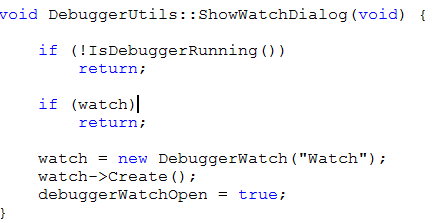 void DebuggerUtils::ShowWatchDialog(void) {
if (!IsDebuggerRunning())
return;
if (watch)
return;
watch = new DebuggerWatch("Watch");
watch->Create();
debuggerWatchOpen = true;
}